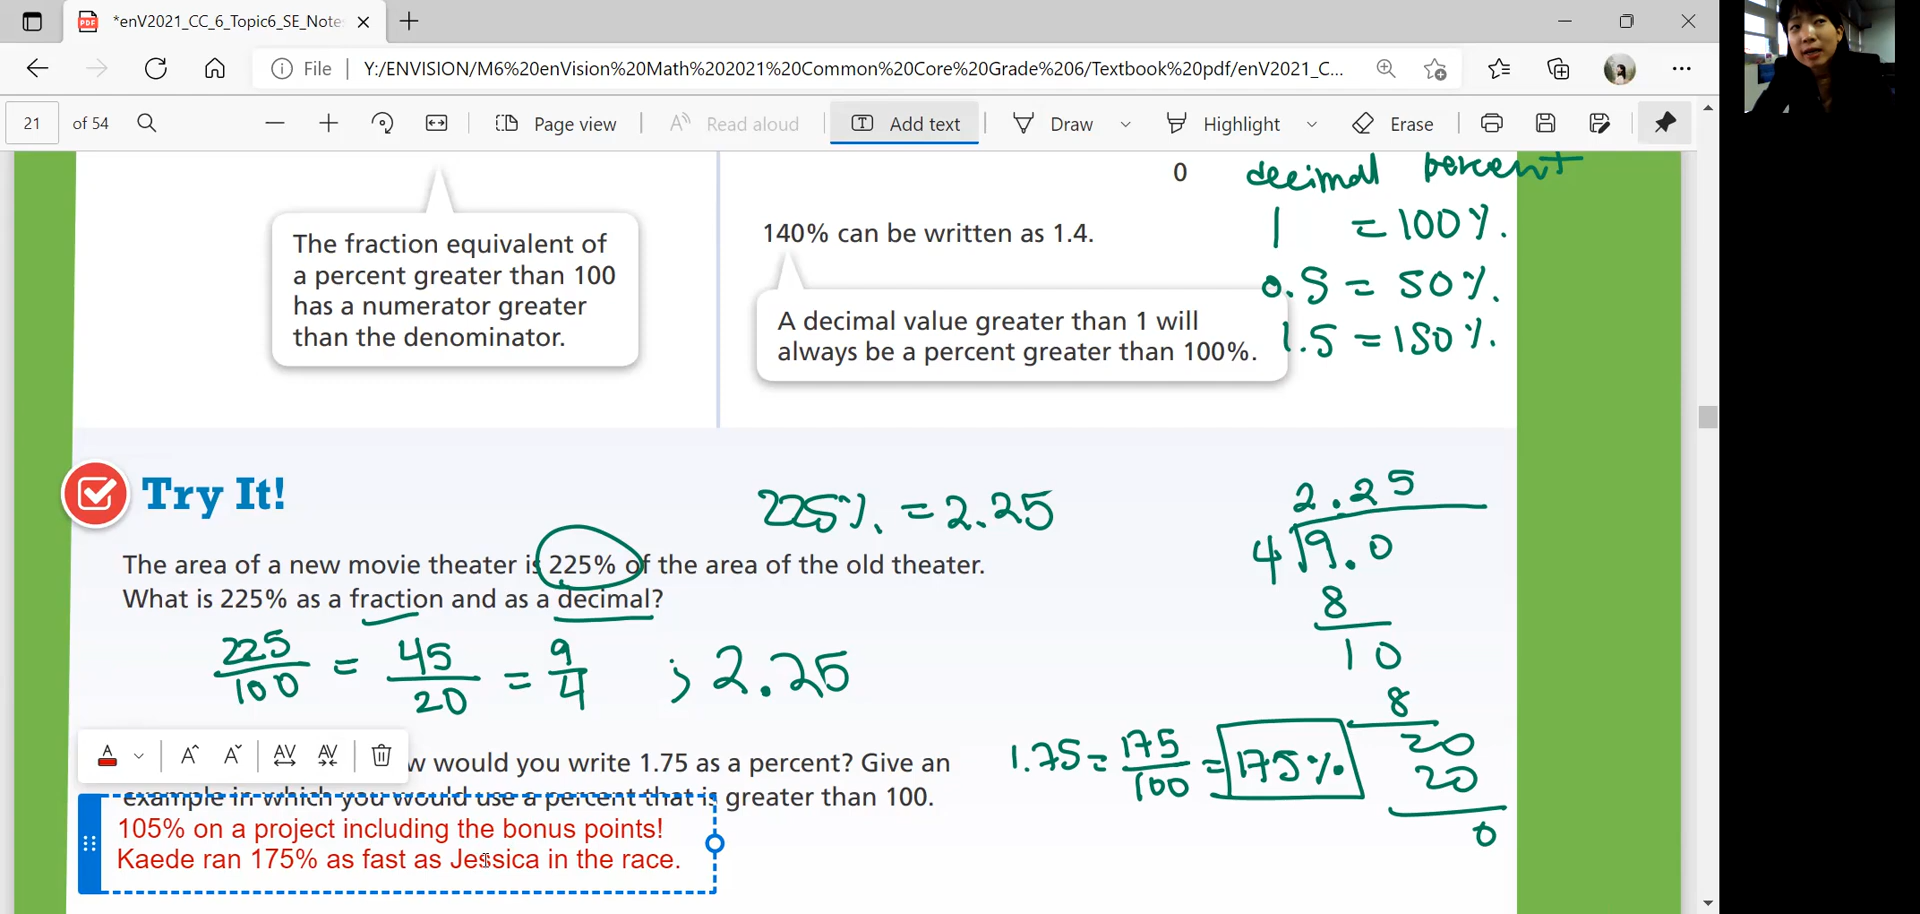 *enV2021_CC_6_Topic6_SE_Note
File
Y:/ENVISION/M6%20enVision%20Math%202021%20Common%20Core%20Grade%206/Textbook%20pdf/enV2021_C...
21 of 54
Page view
Read aloud
Add text
Draw
Highlight
Erase
0
decimal percent
1 = 100%.
0.5 = 50%.
1.5 = 150%.
The fraction equivalent of
a percent greater than 100
has a numerator greater
than the denominator.
140% can be written as 1.4.
A decimal value greater than 1 will
always be a percent greater than 100%.
Try It!
225%. = 2.25
The area of a new movie theater is 225% of the area of the old theater.
What is 225% as a fraction and as a decimal?
225/100 = 45/20 = 9/4 ; 2.25
2.25
4 9.0
8
10
8
20
20
0
w would you write 1.75 as a percent? Give an
example in which you would use a percent that is greater than 100.
1.75 = 175/100 = 175%
105% on a project including the bonus points!
Kaede ran 175% as fast as Jessica in the race.